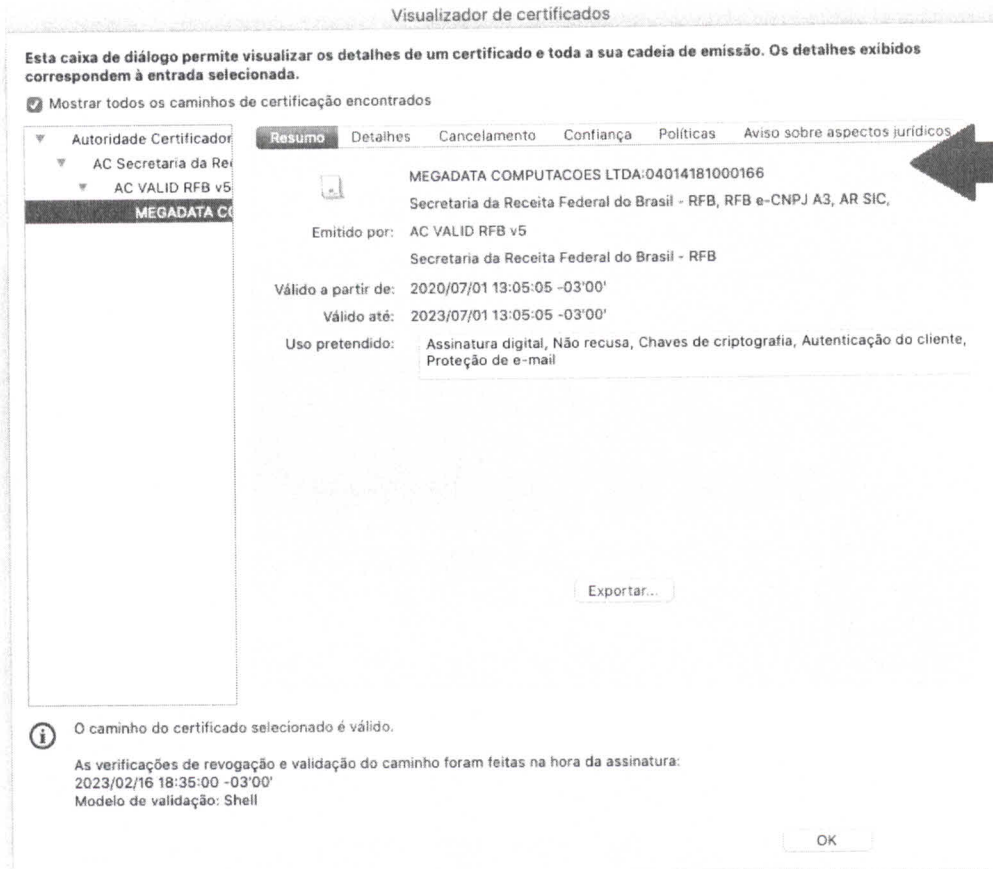 Visualizador de certificados
Esta caixa de diálogo permite visualizar os detalhes de um certificado e toda a sua cadeia de emissão. Os detalhes exibidos
correspondem à entrada selecionada.
Mostrar todos os caminhos de certificação encontrados
Autoridade Certificador
AC Secretaria da Re
AC VALID RFB v5
MEGADATA CO
Resumo Detalhes Cancelamento Confiança Políticas Aviso sobre aspectos jurídicos
MEGADATA COMPUTACOES LTDA:04014181000166
Secretaria da Receita Federal do Brasil - RFB, RFB e-CNPJ A3, AR SIC,
Emitido por: AC VALID RFB v5
Secretaria da Receita Federal do Brasil - RFB
Válido a partir de: 2020/07/01 13:05:05 -03'00'
Válido até: 2023/07/01 13:05:05 -03'00'
Uso pretendido: Assinatura digital, Não recusa, Chaves de criptografia, Autenticação do cliente,
Proteção de e-mail
Exportar...
O caminho do certificado selecionado é válido.
As verificações de revogação e validação do caminho foram feitas na hora da assinatura:
2023/02/16 18:35:00 -03'00'
Modelo de validação: Shell
OK